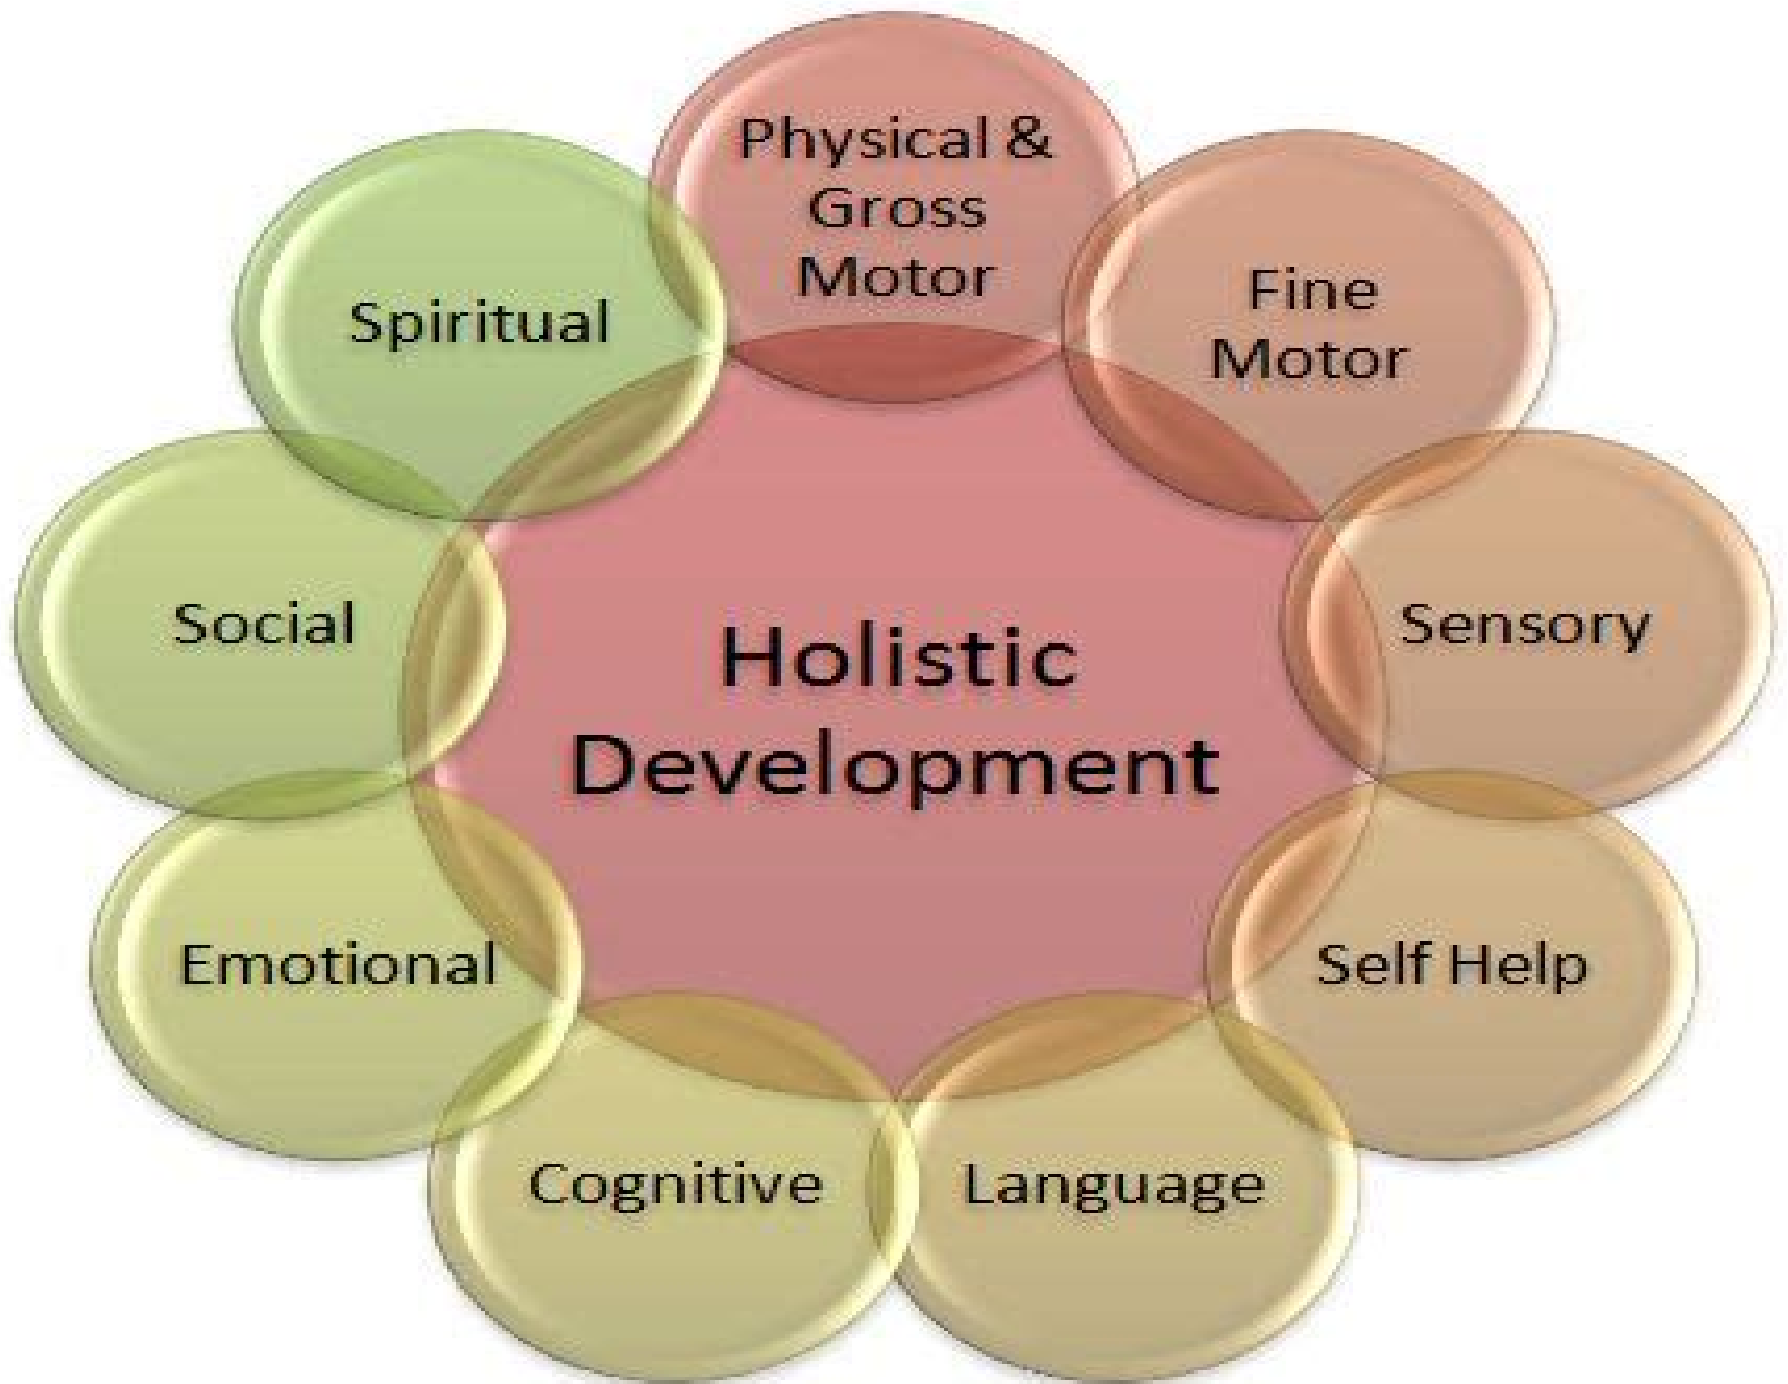 Physical &
Gross
Motor
Fine
Motor
Sensory
Self Help
Language
Cognitive
Emotional
Social
Spiritual
Holistic
Development